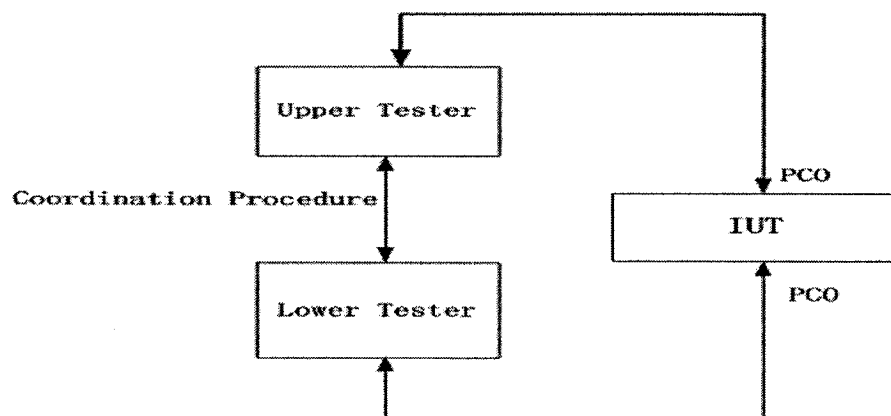 Upper Tester
PCO
Coordination Procedure
IUT
Lower Tester
PCO